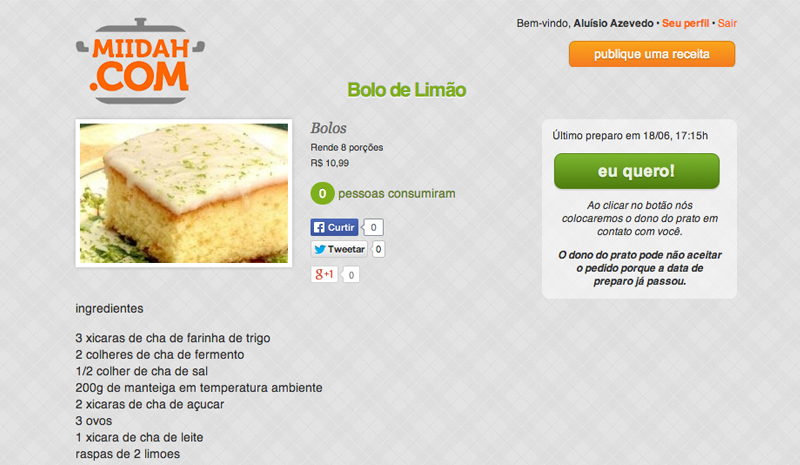 MIIDAH
.COM
Bem-vindo, Aluísio Azevedo • Seu perfil • Sair
publique uma receita
Bolo de Limão
Bolos
Rende 8 porções
R$ 10,99
0 pessoas consumiram
Curtir 0
Tweetar 0
g+1 0
Último preparo em 18/06, 17:15h
eu quero!
Ao clicar no botão nós
colocaremos o dono do prato em
contato com você.
O dono do prato pode não aceitar
o pedido porque a data de
preparo já passou.
ingredientes
3 xicaras de cha de farinha de trigo
2 colheres de cha de fermento
1/2 colher de cha de sal
200g de manteiga em temperatura ambiente
2 xicaras de cha de açucar
3 ovos
1 xicara de cha de leite
raspas de 2 limoes